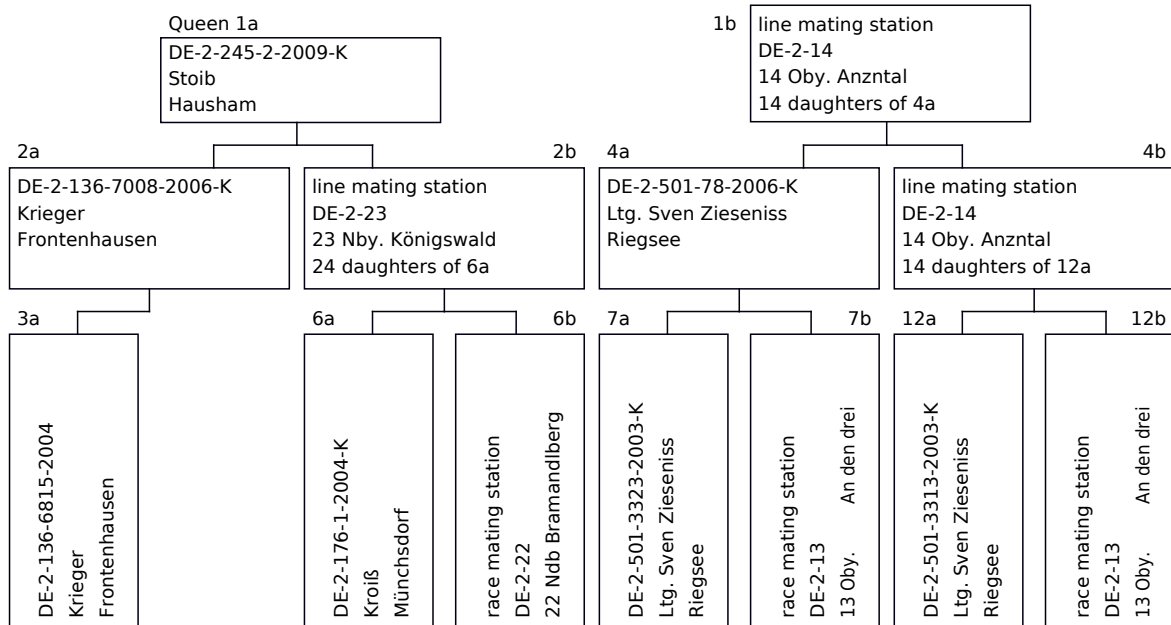 Queen 1a
DE-2-245-2-2009-K
Stoib
Hausham
1b
line mating station
DE-2-14
14 Oby. Anzntal
14 daughters of 4a
2a
DE-2-136-7008-2006-K
Krieger
Frontenhausen
2b
line mating station
DE-2-23
23 Nby. Königswald
24 daughters of 6a
4a
DE-2-501-78-2006-K
Ltg. Sven Zieseniss
Riegsee
4b
line mating station
DE-2-14
14 Oby. Anzntal
14 daughters of 12a
3a
DE-2-136-6815-2004
Krieger
Frontenhausen
6a
DE-2-176-1-2004-K
Kroiß
Münchsdorf
6b
race mating station
DE-2-22
22 Ndb Bramandlberg
7a
DE-2-501-3323-2003-K
Ltg. Sven Zieseniss
Riegsee
7b
race mating station
DE-2-13
13 Oby. An den drei
12a
DE-2-501-3313-2003-K
Ltg. Sven Zieseniss
Riegsee
12b
race mating station
DE-2-13
13 Oby. An den drei